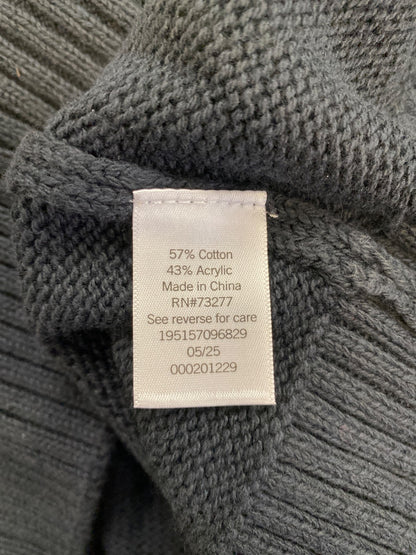 57% Cotton
43% Acrylic
Made in China
RN#73277
See reverse for care
195157096829
05/25
000201229